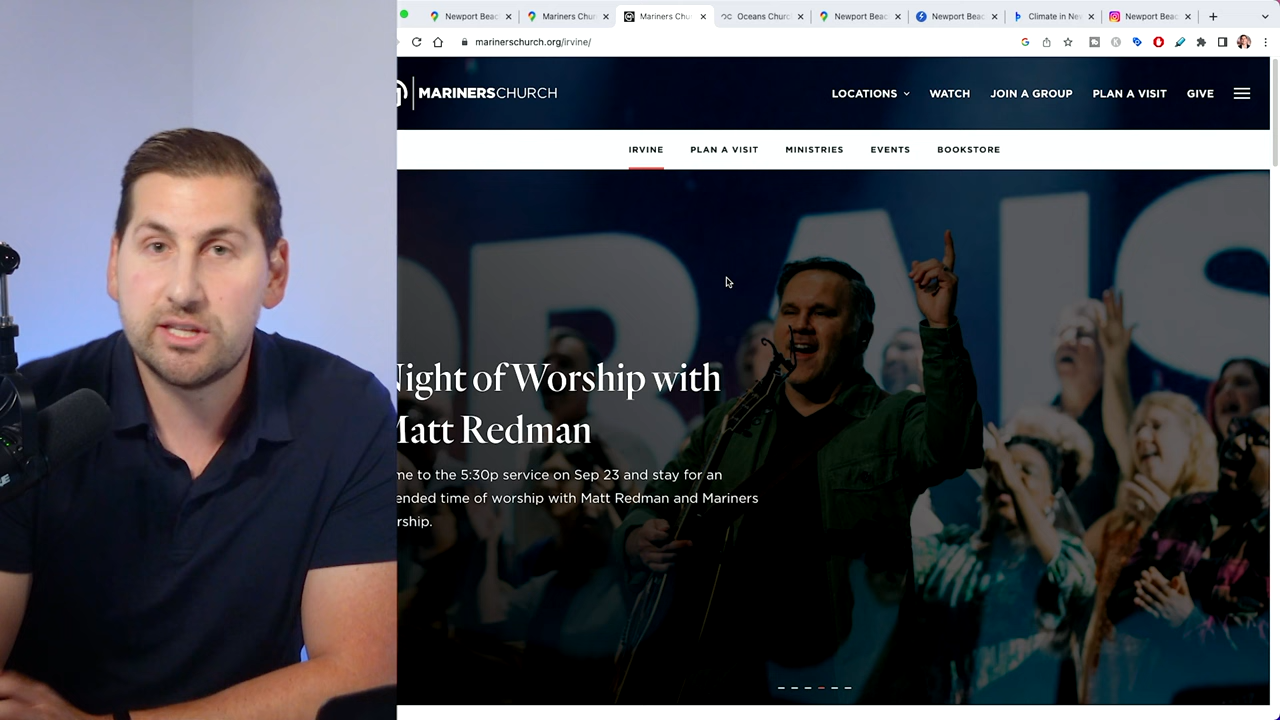 Newport Beac
Mariners Chur
Mariners Chu
Oceans Churc
Newport Beac
Newport Beac
Climate in Nev
Newport Beac
marinerschurch.org/irvine/
MARINERSCHURCH
LOCATIONS
WATCH
JOIN A GROUP
PLAN A VISIT
GIVE
IRVINE
PLAN A VISIT
MINISTRIES
EVENTS
BOOKSTORE
PRAIS
Night of Worship with
Matt Redman
me to the 5:30p service on Sep 23 and stay for an
ended time of worship with Matt Redman and Mariners
rship.